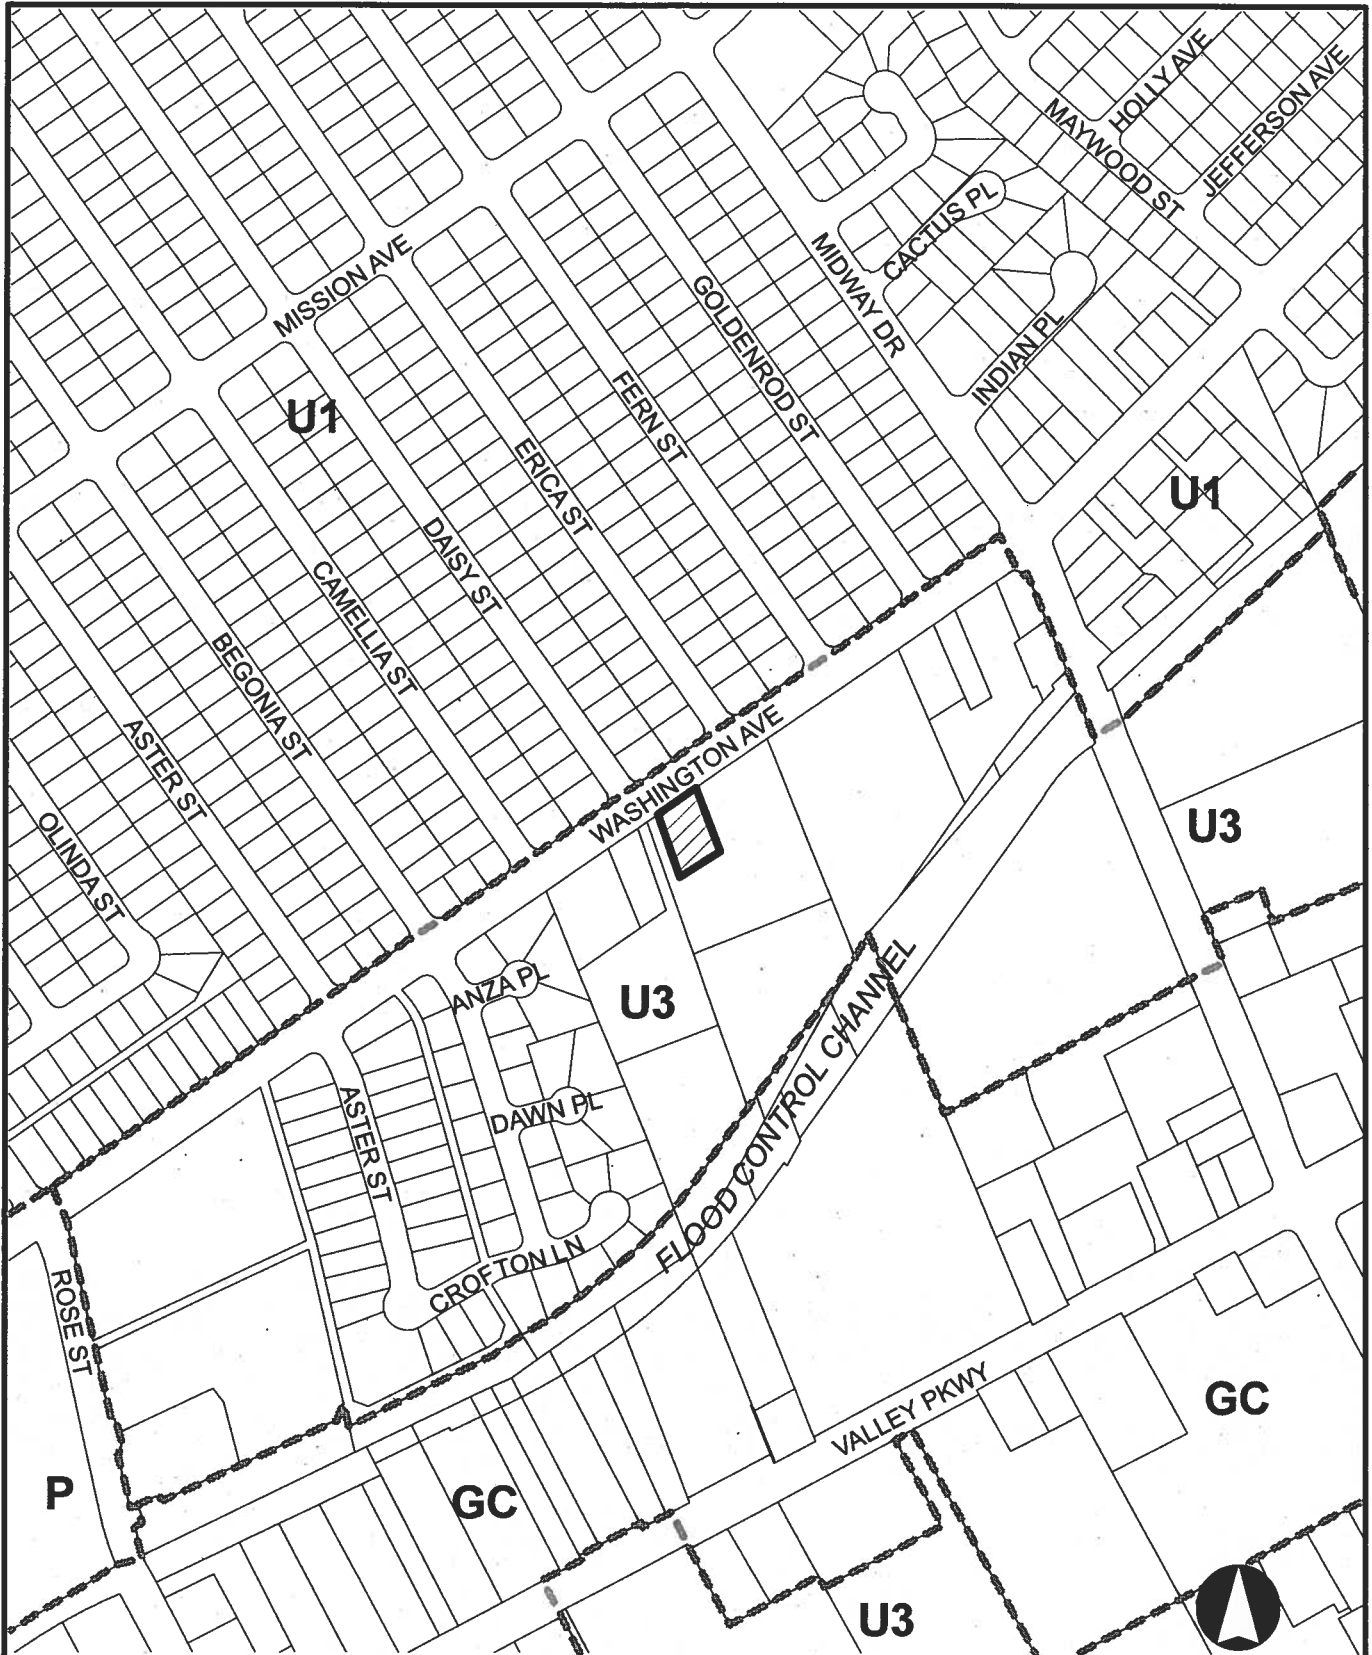 HOLLY AVE
JEFFERSON AVE
MAYWOOD ST
CACTUS PL
MIDWAY DR
INDIAN PL
MISSION AVE
GOLDENROD ST
FERN ST
U1
ERICA ST
U1
DAISY ST
CAMELLIA ST
BEGONIA ST
ASTER ST
OLINDA ST
WASHINGTON AVE
U3
ANZA PL
U3
FLOOD CONTROL CHANNEL
DAWN PL
ASTER ST
CROFTON LN
ROSE ST
VALLEY PKWY
GC
P
GC
U3